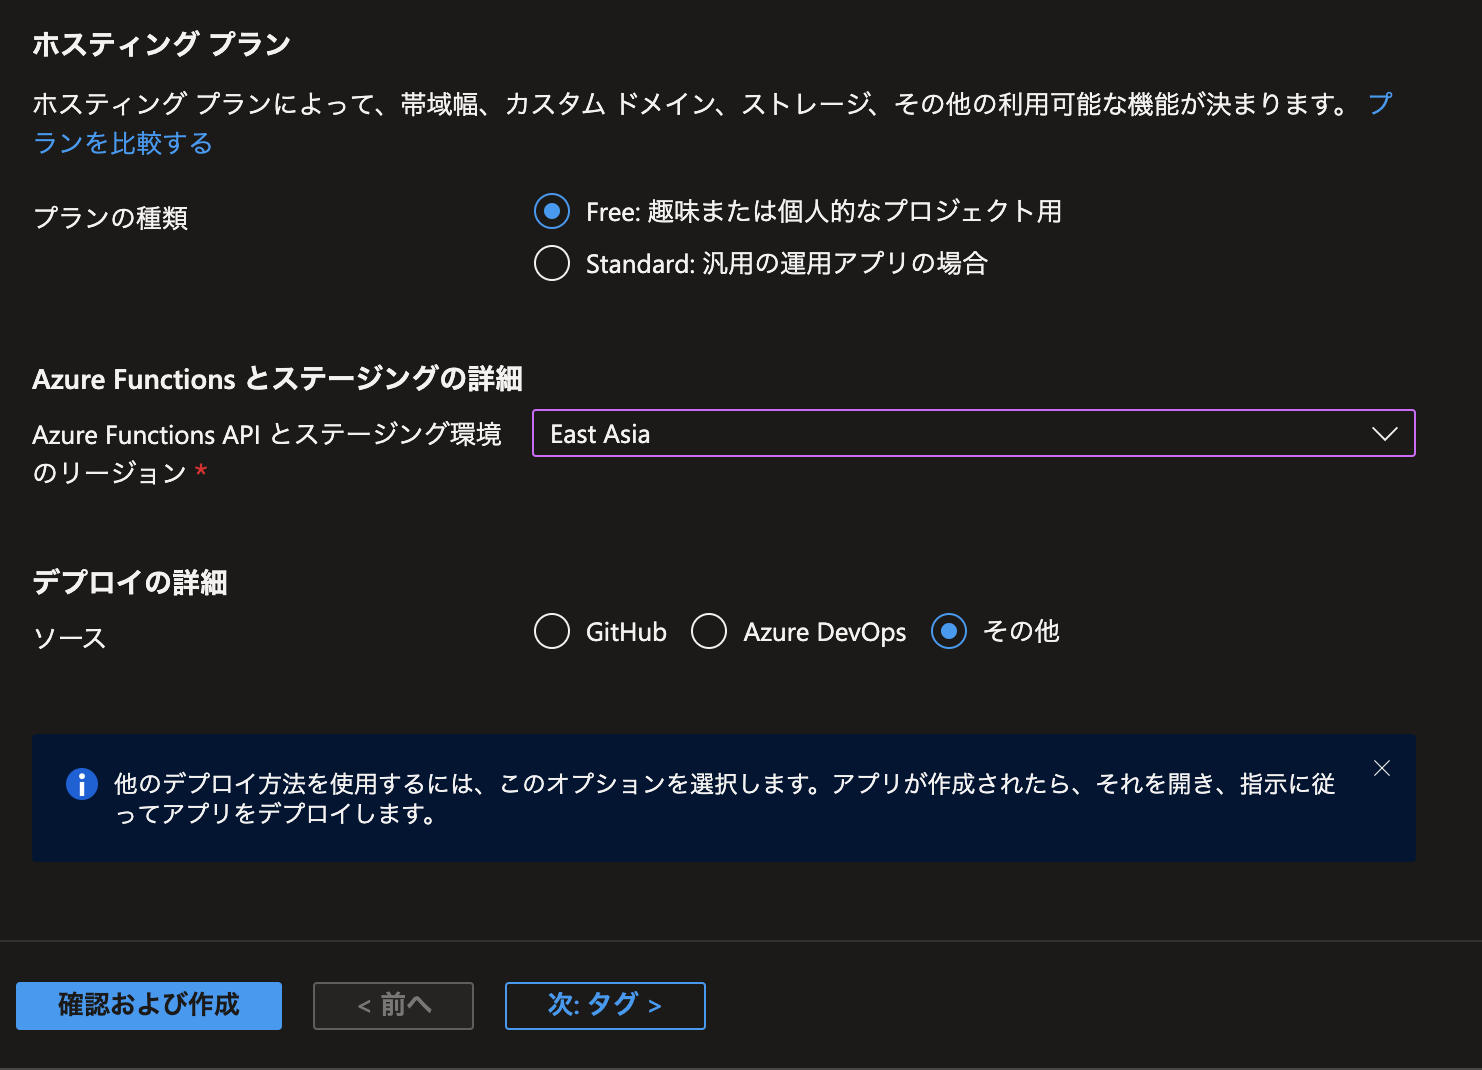 ホスティング プラン
ホスティング プランによって、帯域幅、カスタム ドメイン、ストレージ、その他の利用可能な機能が決まります。 プ
ランを比較する
プランの種類
Free: 趣味または個人的なプロジェクト用
Standard: 汎用の運用アプリの場合
Azure Functions とステージングの詳細
Azure Functions API とステージング環境
のリージョン *
East Asia
デプロイの詳細
ソース
GitHub Azure DevOps その他
他のデプロイ方法を使用するには、このオプションを選択します。アプリが作成されたら、それを開き、指示に従
ってアプリをデプロイします。
確認および作成 < 前へ 次: タグ >